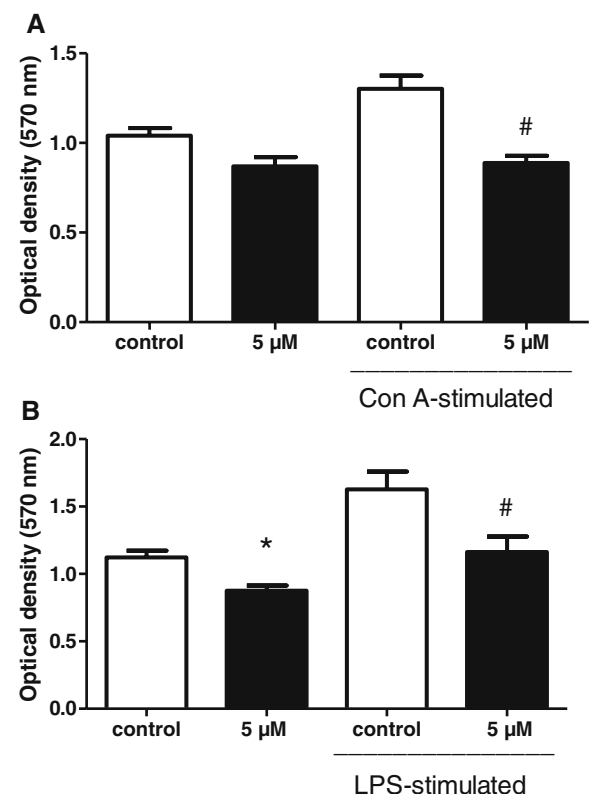 A
Optical density (570 nm)
1.5
1.0
0.5
0.0
#
control 5 µM control 5 µM
Con A-stimulated
B
Optical density (570 nm)
2.0
1.5
1.0
0.5
0.0
*
#
control 5 µM control 5 µM
LPS-stimulated